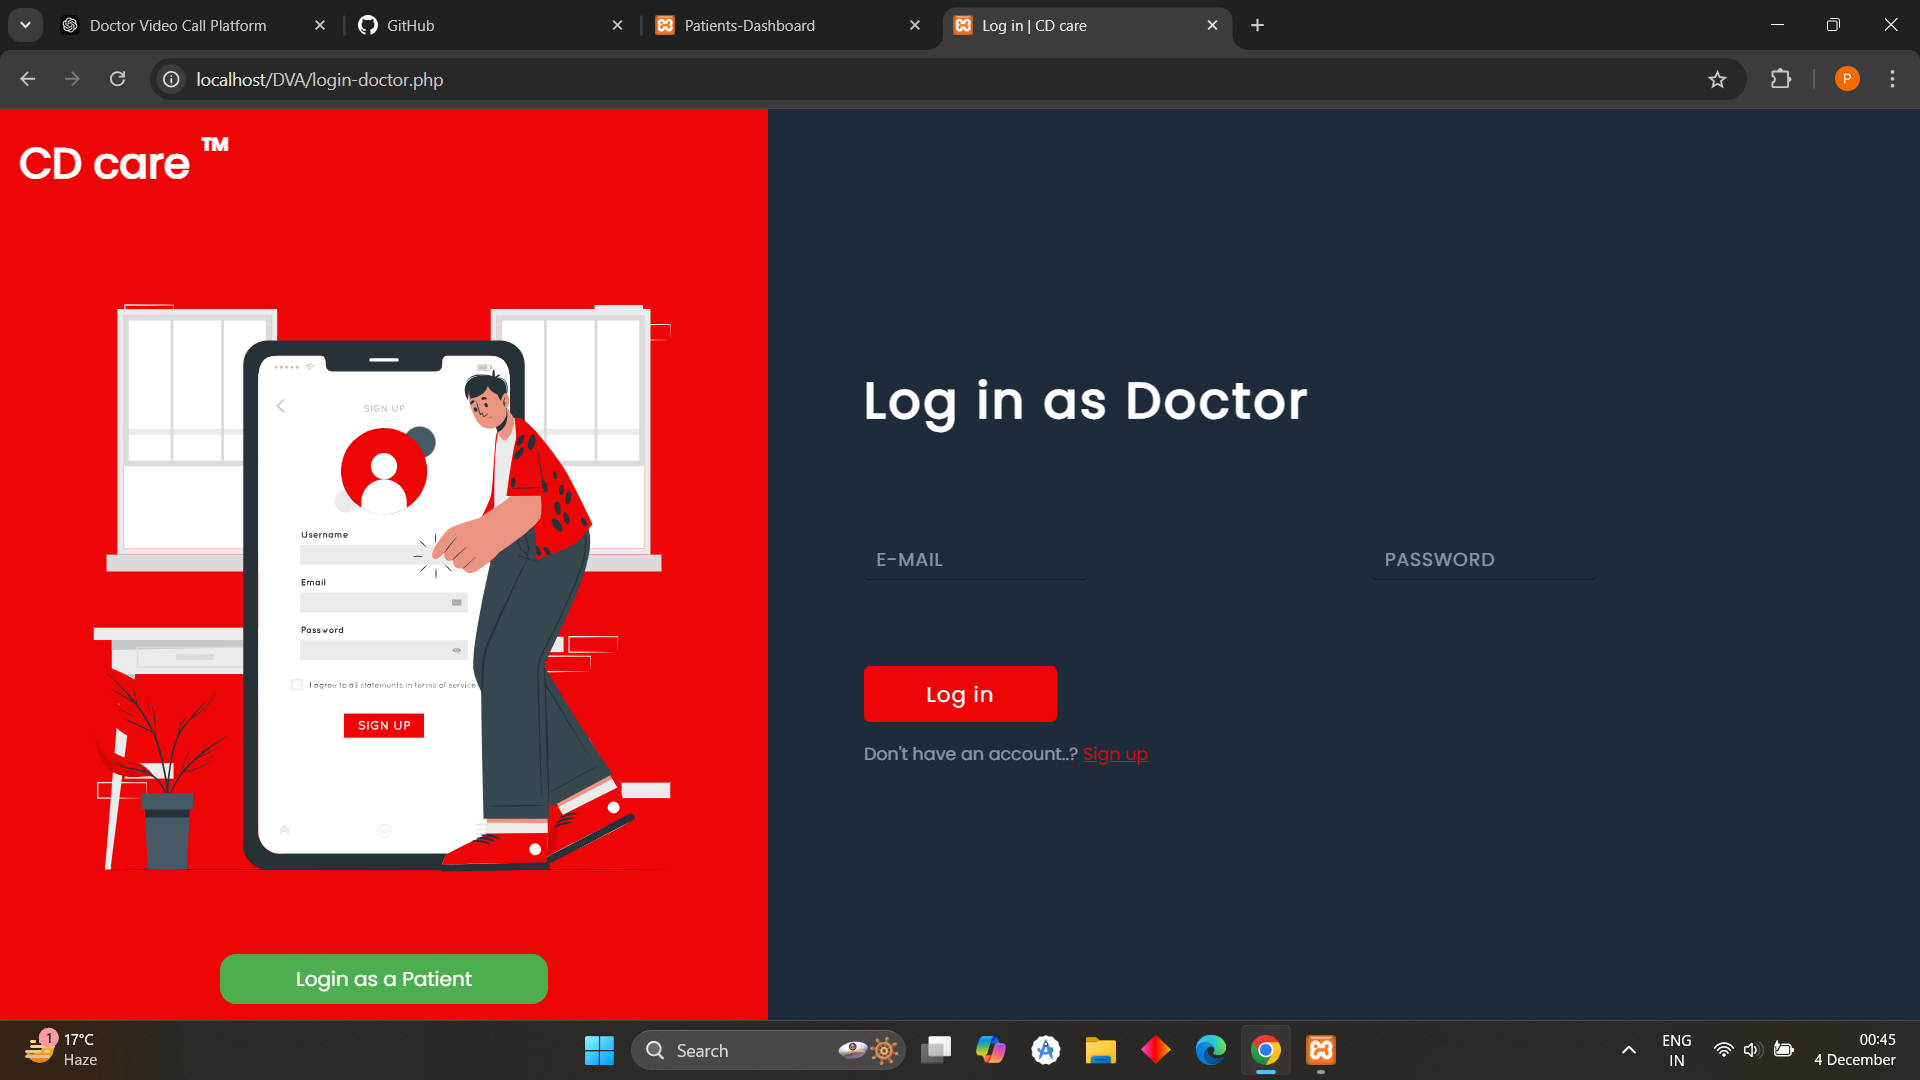 Doctor Video Call Platform
GitHub
Patients-Dashboard
Log in | CD care
localhost/DVA/login-doctor.php
P
CD care ™
SIGN UP
Username
Email
Password
I agree to all statements in terms of service
SIGN UP
Login as a Patient
Log in as Doctor
E-MAIL
PASSWORD
Log in
Don't have an account..? Sign up
1
17°C
Haze
Search
ENG
IN
00:45
4 December